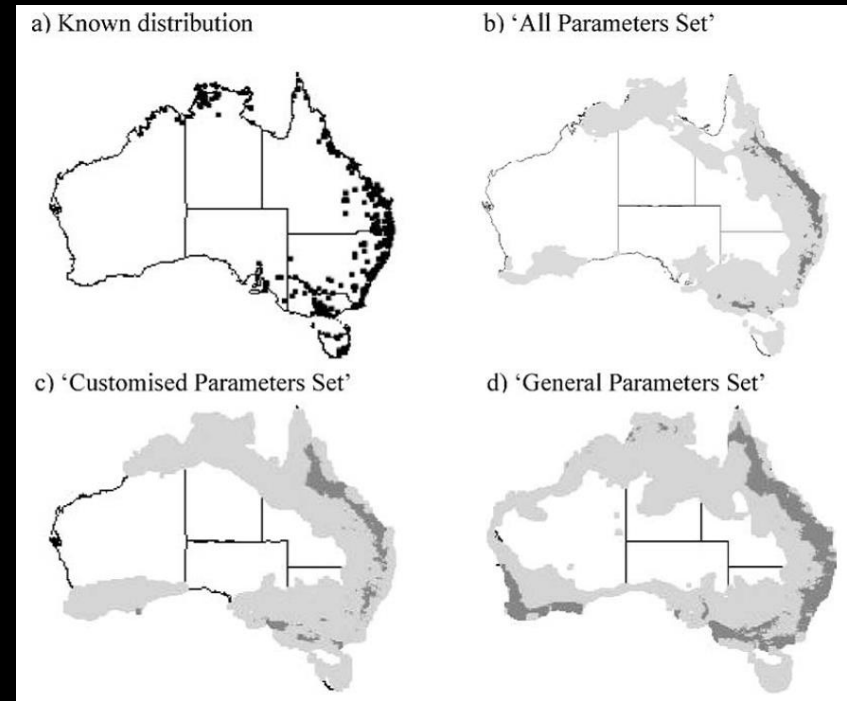 a) Known distribution
b) ‘All Parameters Set’
c) ‘Customised Parameters Set’
d) ‘General Parameters Set’